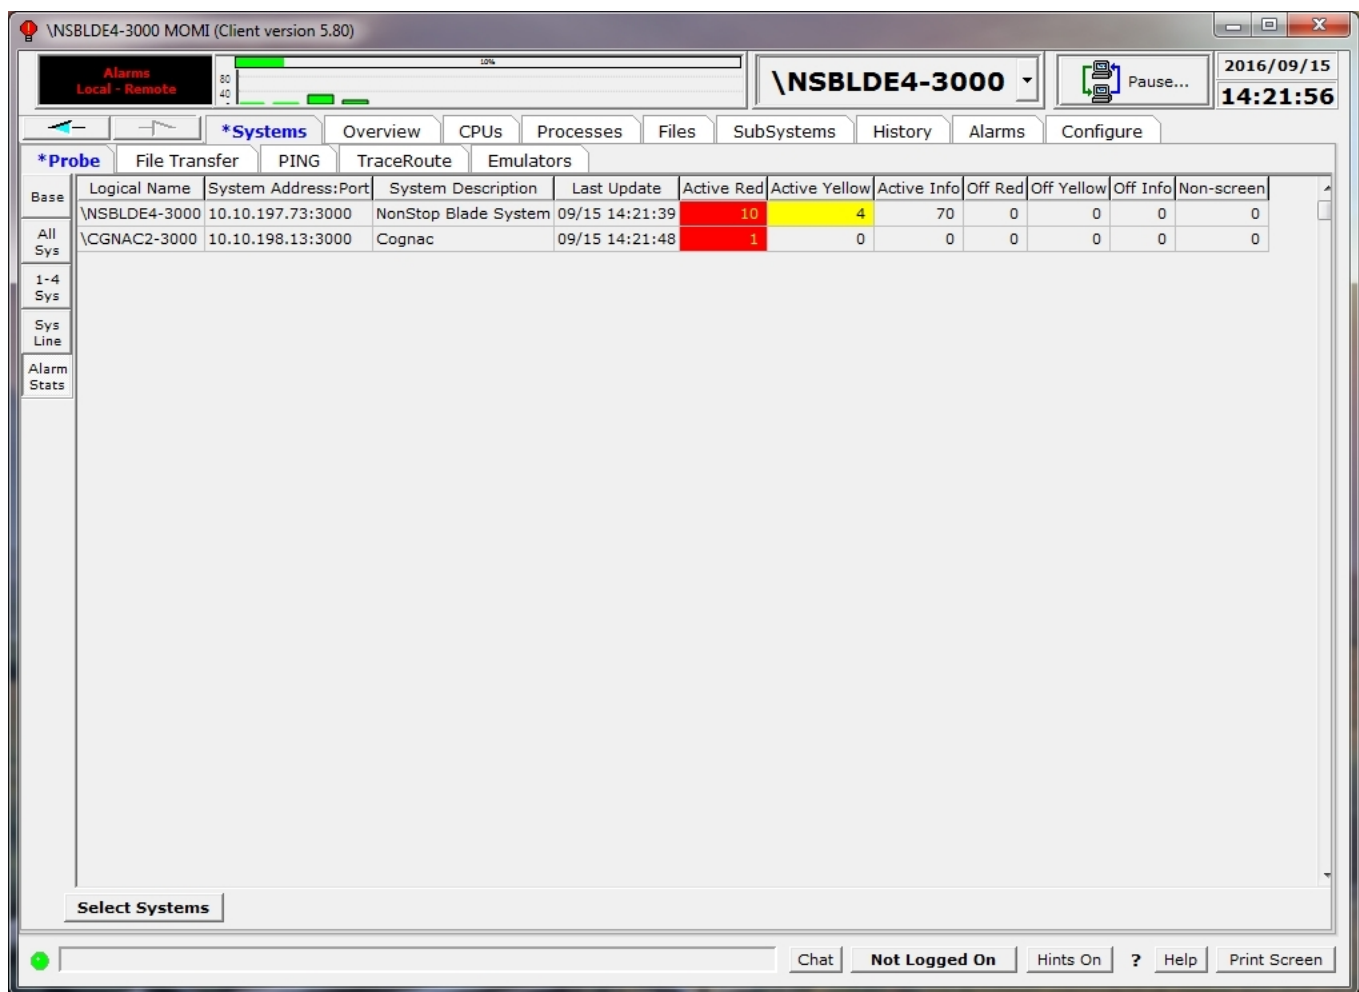 \NSBLDE4-3000 MOMI (Client version 5.80)
Alarms
Local - Remote
80
40
10%
\NSBLDE4-3000
Pause...
2016/09/15
14:21:56
*Systems Overview CPUs Processes Files SubSystems History Alarms Configure
*Probe File Transfer PING TraceRoute Emulators
Base
All
Sys
1-4
Sys
Sys
Line
Alarm
Stats
Logical Name System Address:Port System Description Last Update Active Red Active Yellow Active Info Off Red Off Yellow Off Info Non-screen
\NSBLDE4-3000 10.10.197.73:3000 NonStop Blade System 09/15 14:21:39 10 4 70 0 0 0 0
\CGNAC2-3000 10.10.198.13:3000 Cognac 09/15 14:21:48 1 0 0 0 0 0 0
Select Systems
Chat Not Logged On Hints On ? Help Print Screen